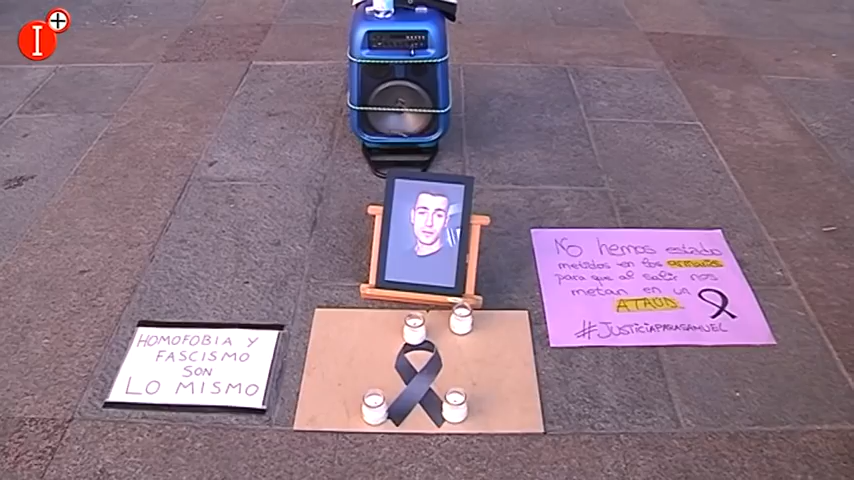 I+
HOMOFOBIA Y
FASCISMO
SON
LO MISMO
No hemos estado
metidos en los armarios
para que al salir nos
metan en un
ATAÚD
#JUSTICIAPARASAMUEL